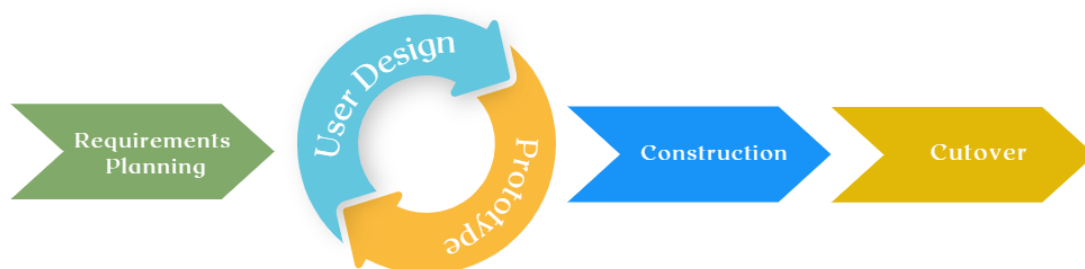 Requirements
Planning
User Design
Prototype
Construction
Cutover